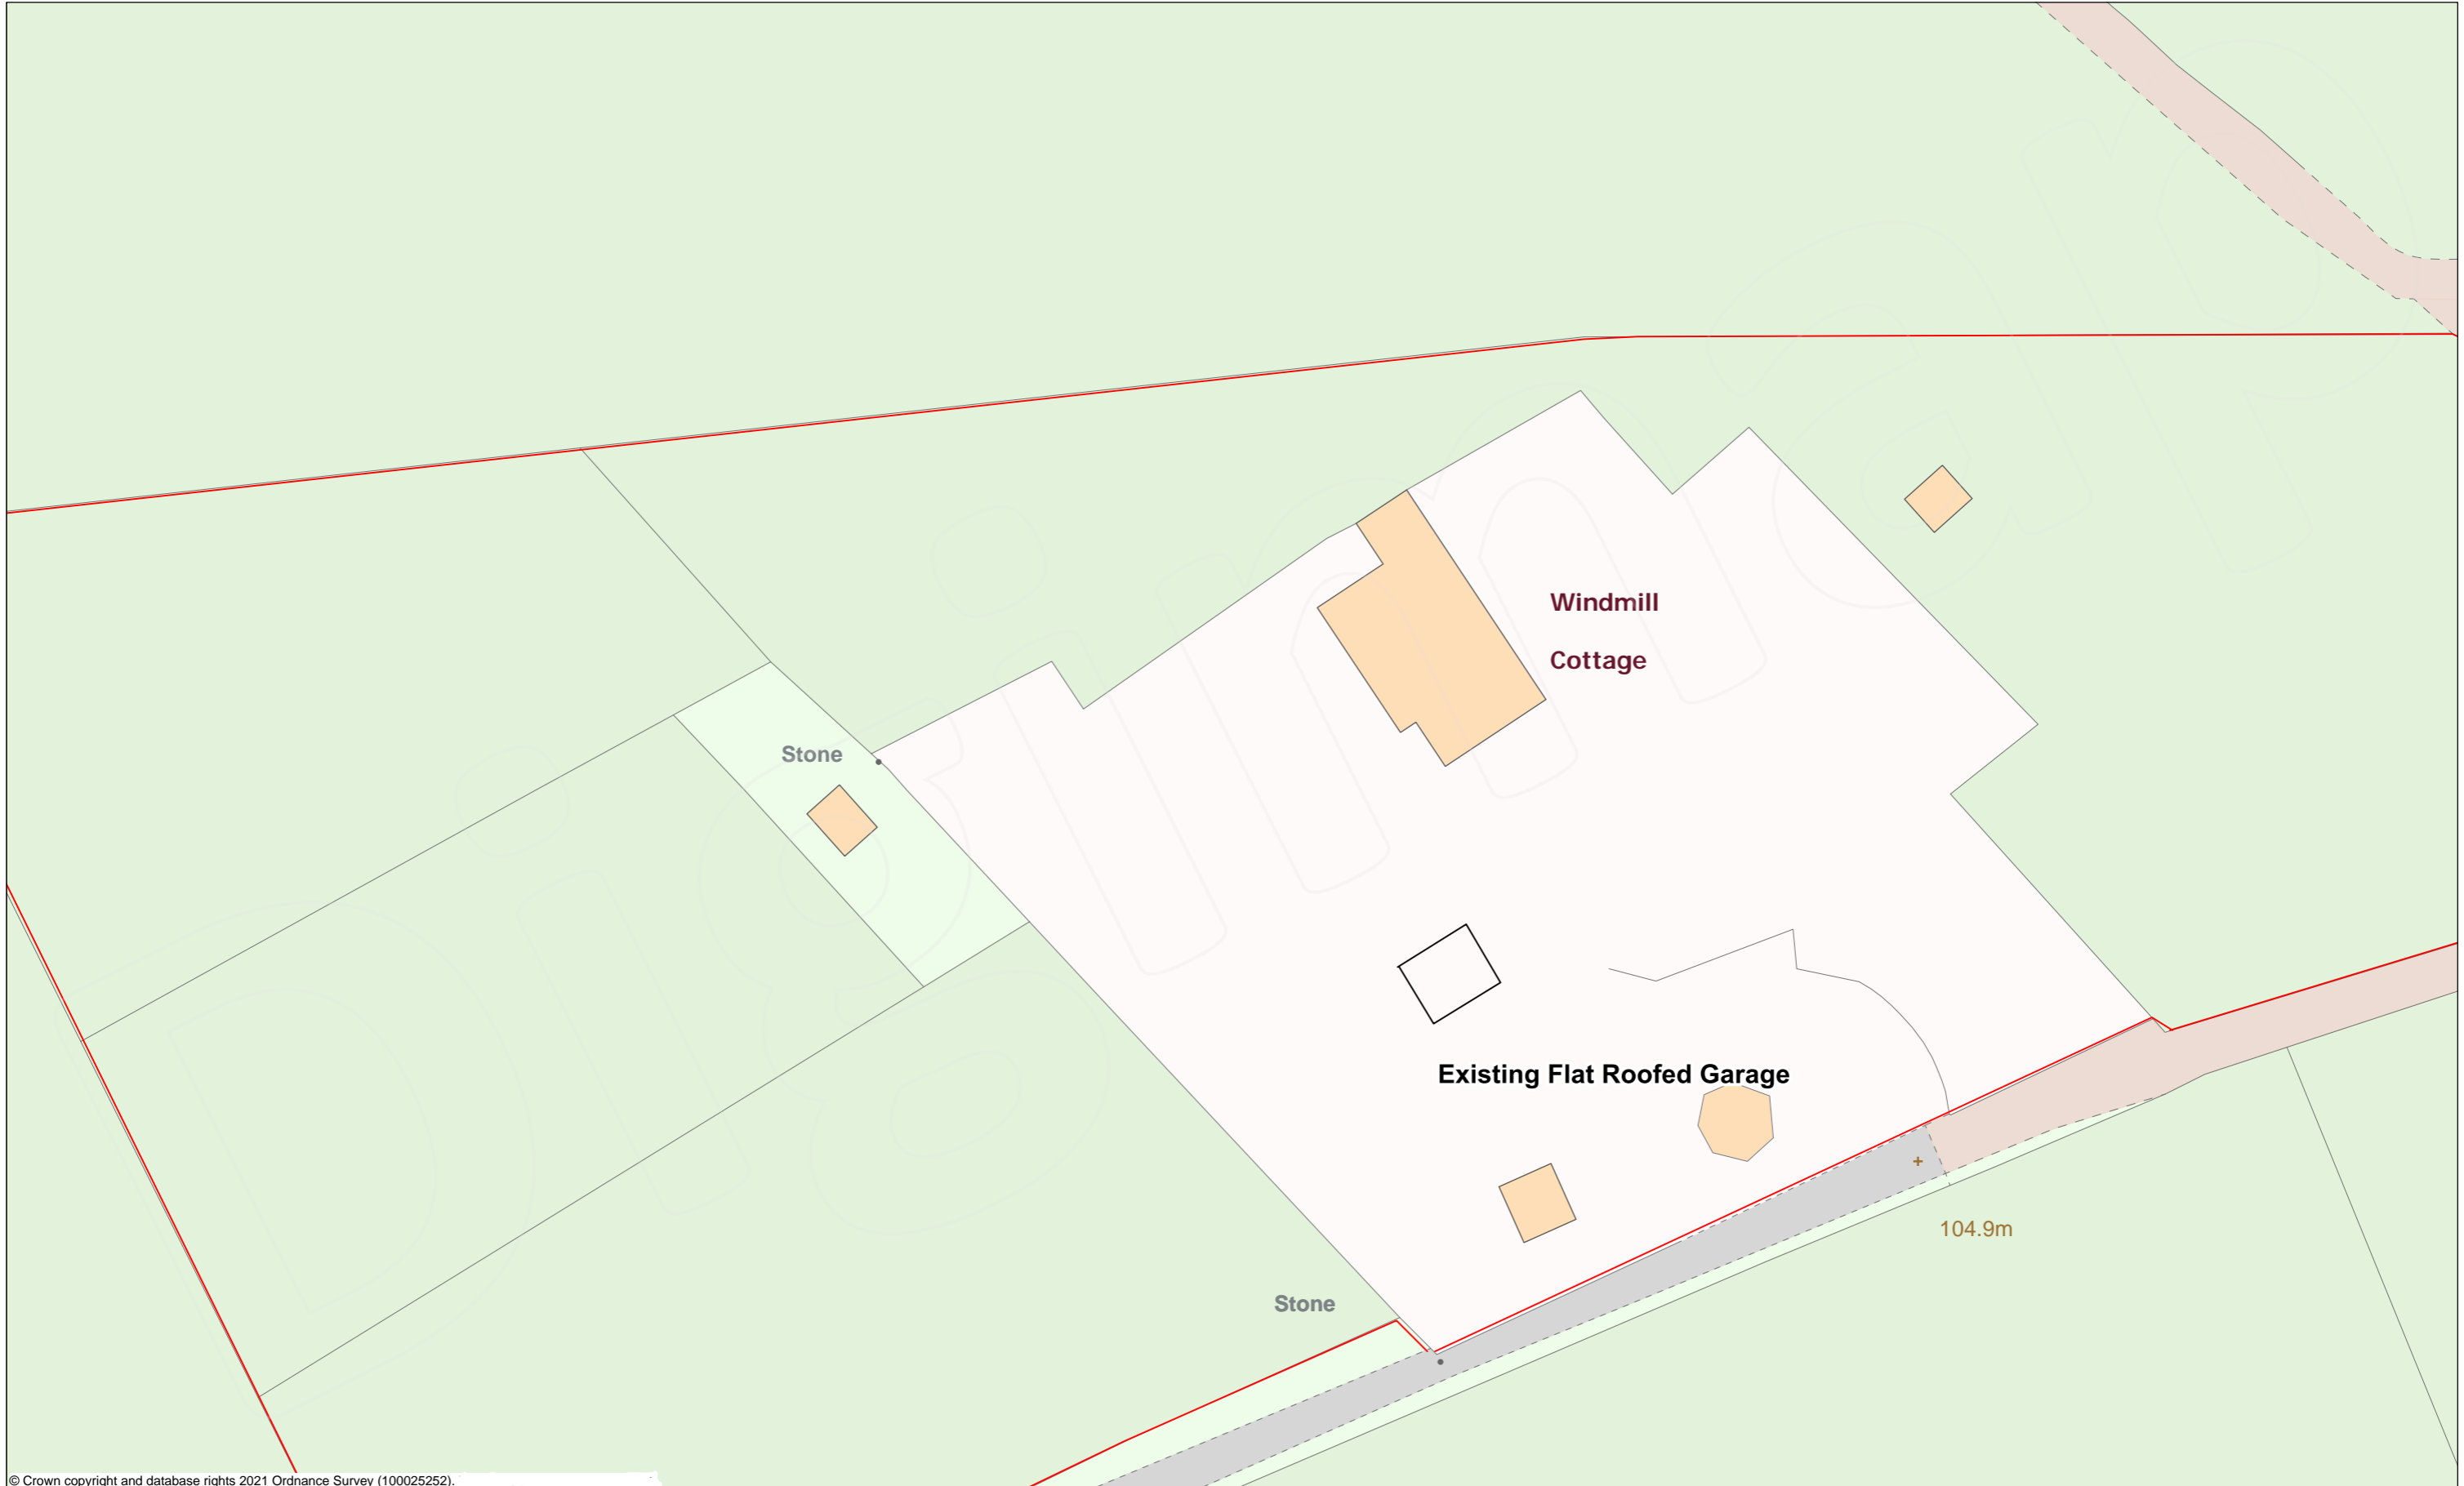 Windmill
Cottage
Stone
Existing Flat Roofed Garage
104.9m
Stone
© Crown copyright and database rights 2021 Ordnance Survey (100025252).